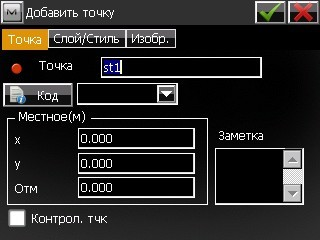 M Добавить точку
Точка Слой/Стиль Изобр.
Точка st1
Код
Местное(м)
x 0.000
y 0.000
Отм 0.000
Заметка
Контрол. тчк